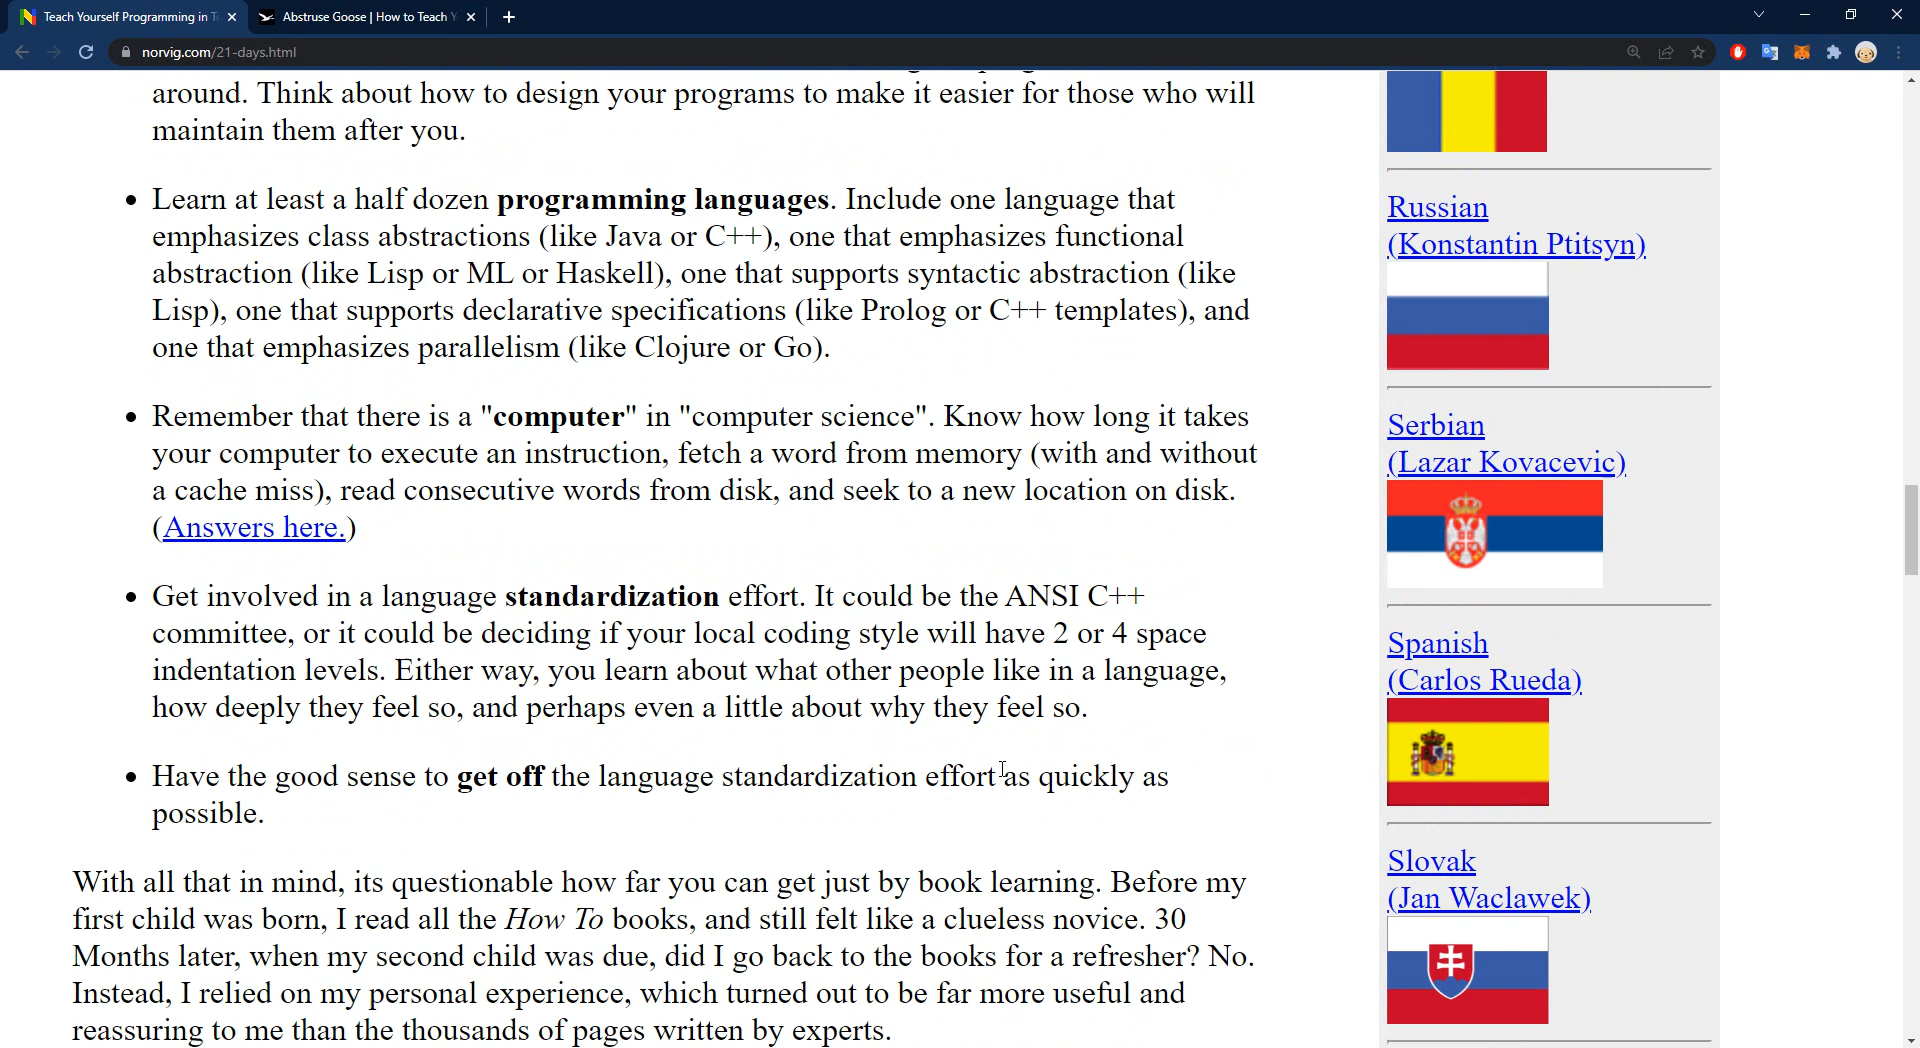 Teach Yourself Programming in T
Abstruse Goose | How to Teach Y
norvig.com/21-days.html
around. Think about how to design your programs to make it easier for those who will
maintain them after you.
• Learn at least a half dozen programming languages. Include one language that
emphasizes class abstractions (like Java or C++), one that emphasizes functional
abstraction (like Lisp or ML or Haskell), one that supports syntactic abstraction (like
Lisp), one that supports declarative specifications (like Prolog or C++ templates), and
one that emphasizes parallelism (like Clojure or Go).
• Remember that there is a "computer" in "computer science". Know how long it takes
your computer to execute an instruction, fetch a word from memory (with and without
a cache miss), read consecutive words from disk, and seek to a new location on disk.
(Answers here.)
• Get involved in a language standardization effort. It could be the ANSI C++
committee, or it could be deciding if your local coding style will have 2 or 4 space
indentation levels. Either way, you learn about what other people like in a language,
how deeply they feel so, and perhaps even a little about why they feel so.
• Have the good sense to get off the language standardization effort as quickly as
possible.
With all that in mind, its questionable how far you can get just by book learning. Before my
first child was born, I read all the How To books, and still felt like a clueless novice. 30
Months later, when my second child was due, did I go back to the books for a refresher? No.
Instead, I relied on my personal experience, which turned out to be far more useful and
reassuring to me than the thousands of pages written by experts.
Russian
(Konstantin Ptitsyn)
Serbian
(Lazar Kovacevic)
Spanish
(Carlos Rueda)
Slovak
(Jan Waclawek)